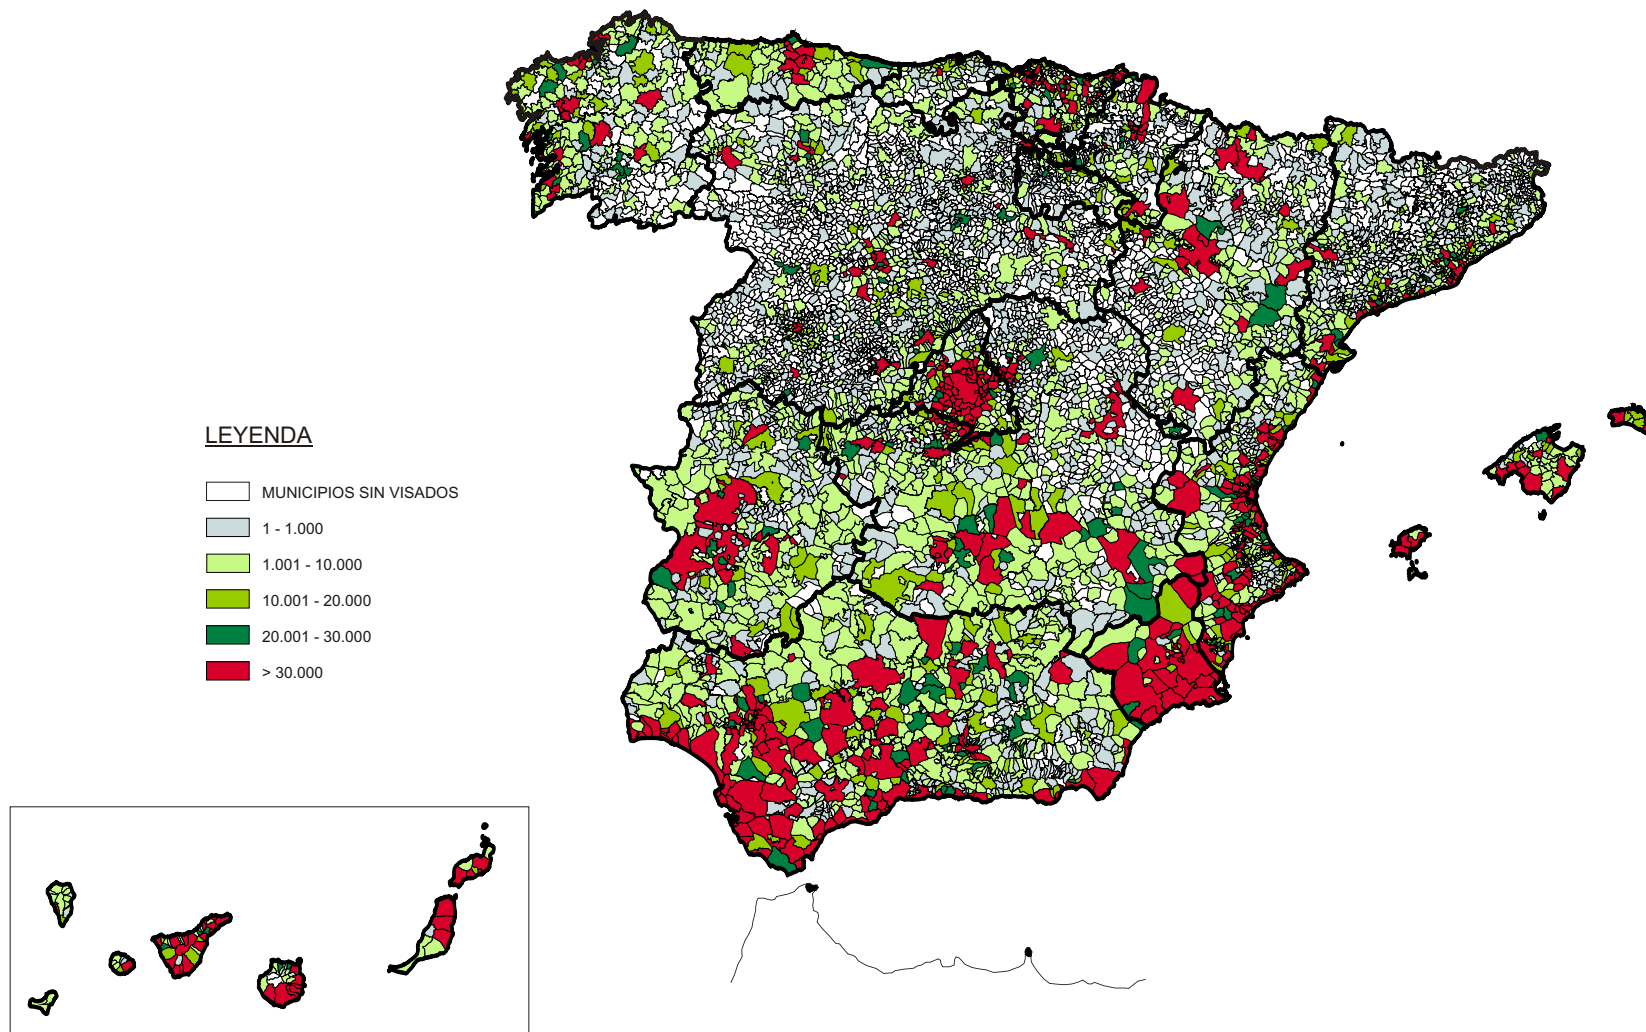 LEYENDA
MUNICIPIOS SIN VISADOS
1 - 1.000
1.001 - 10.000
10.001 - 20.000
20.001 - 30.000
> 30.000